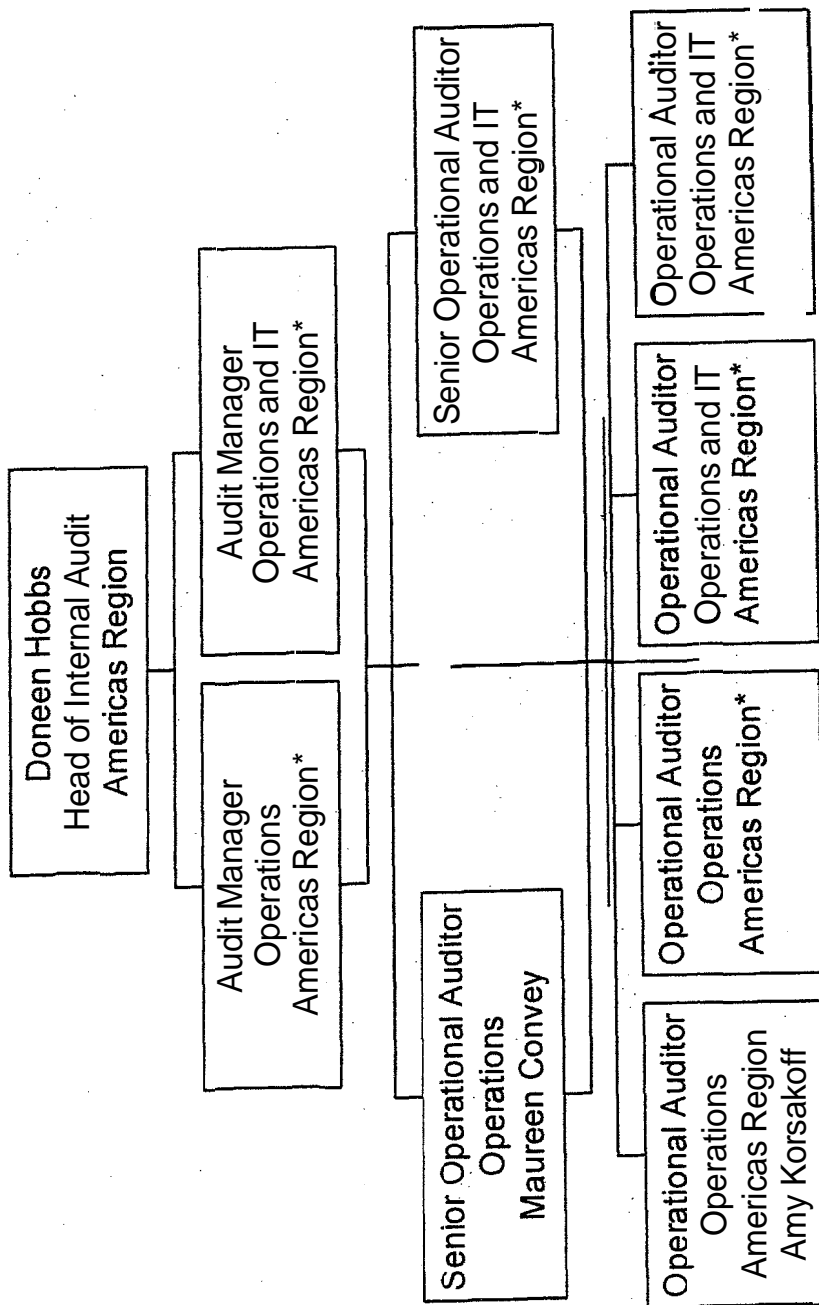 Doneen Hobbs
Head of Internal Audit
Americas Region
Audit Manager
Operations
Americas Region*
Audit Manager
Operations and IT
Americas Region*
Senior Operational Auditor
Operations
Maureen Convey
Senior Operational Auditor
Operations and IT
Americas Region*
Operational Auditor
Operations
Americas Region
Amy Korsakoff
Operational Auditor
Operations
Americas Region*
Operational Auditor
Operations and IT
Americas Region*
Operational Auditor
Operations and IT
Americas Region*